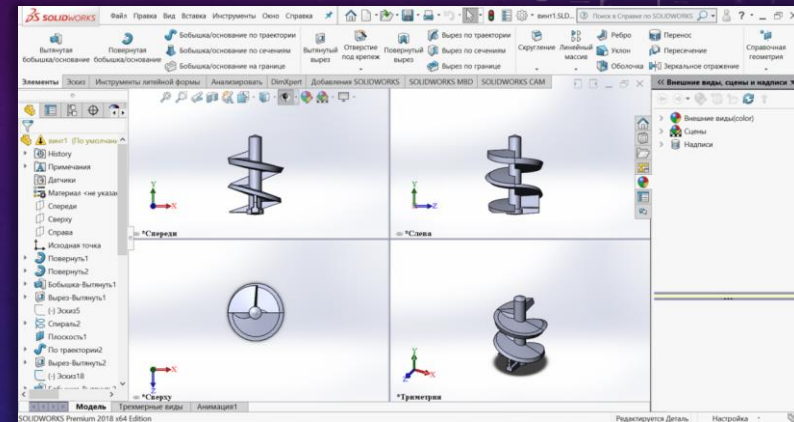 SOLIDWORKS Файл Правка Вид Вставка Инструменты Окно Справка винт1.SLD... Поиск в Справке по SOLIDWORKS
Вытянутая бобышка/основание
Повернутая бобышка/основание
Бобышка/основание по траектории
Бобышка/основание по сечениям
Бобышка/основание на границе
Вытянутый вырез
Отверстие под крепеж
Повернутый вырез
Вырез по траектории
Вырез по сечениям
Вырез по границе
Скругление
Линейный массив
Ребро
Уклон
Оболочка
Перенос
Пересечение
Зеркальное отражение
Справочная геометрия
Элементы Эскиз Инструменты литейной формы Анализировать DimXpert Добавления SOLIDWORKS SOLIDWORKS MBD SOLIDWORKS CAM
<< Внешние виды, сцены и надписи
Внешние виды(color)
Сцены
Надписи
винт1 (По умолчан
History
Примечания
Датчики
Материал <не указан
Спереди
Сверху
Справа
Исходная точка
Повернуть1
Повернуть2
Бобышка-Вытянуть1
Вырез-Вытянуть1
(-) Эскиз5
Спираль2
Плоскость1
По траектории2
Вырез-Вытянуть2
(-) Эскиз18
Y
X
*Спереди
Y
Z
*Слева
X
Z
*Сверху
Y
X
Z
*Триметрия
Модель Трехмерные виды Анимация1
SOLIDWORKS Premium 2018 x64 Edition Редактируется Деталь Настройка